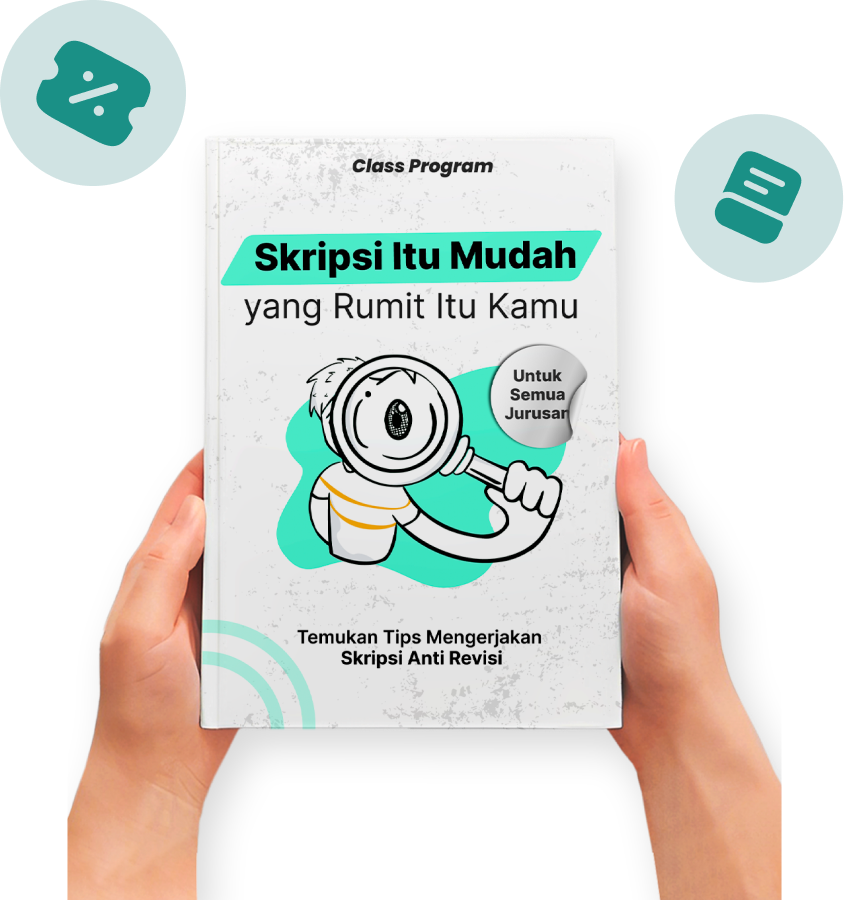 Class Program
Skripsi Itu Mudah
yang Rumit Itu Kamu
Untuk
Semua
Jurusan
Temukan Tips Mengerjakan
Skripsi Anti Revisi